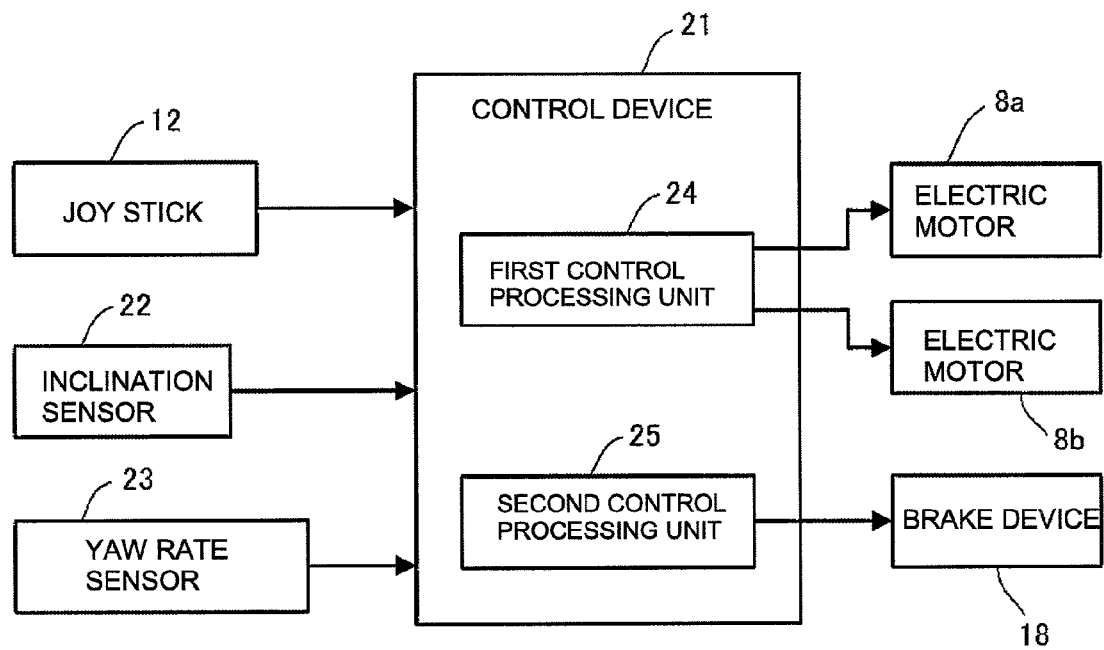 21
CONTROL DEVICE
12
JOY STICK
22
INCLINATION
SENSOR
23
YAW RATE
SENSOR
24
FIRST CONTROL
PROCESSING UNIT
25
SECOND CONTROL
PROCESSING UNIT
8a
ELECTRIC
MOTOR
ELECTRIC
MOTOR
8b
BRAKE DEVICE
18